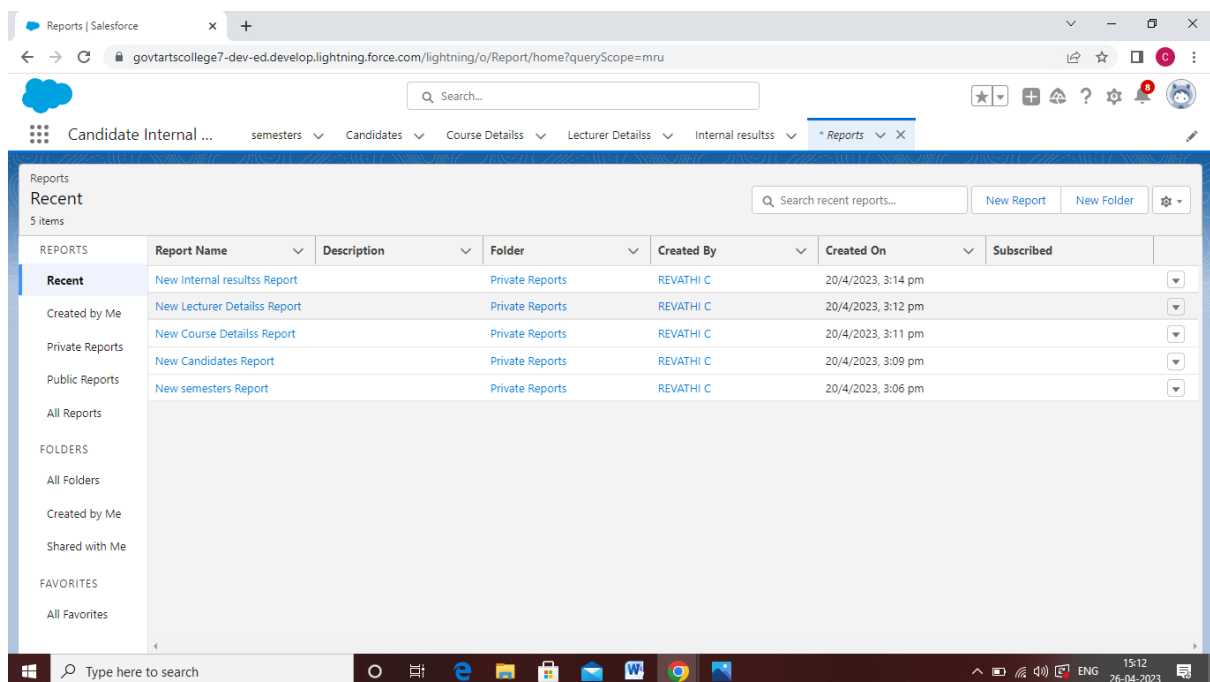 Reports | Salesforce
govtartscollege7-dev-ed.develop.lightning.force.com/lightning/o/Report/home?queryScope=mru
C
Search...
8
Candidate Internal ... semesters Candidates Course Detailss Lecturer Detailss Internal resultss * Reports
Reports
Recent
5 items
Search recent reports...
New Report New Folder
REPORTS Report Name Description Folder Created By Created On Subscribed
Recent New Internal resultss Report Private Reports REVATHI C 20/4/2023, 3:14 pm
Created by Me New Lecturer Detailss Report Private Reports REVATHI C 20/4/2023, 3:12 pm
Private Reports New Course Detailss Report Private Reports REVATHI C 20/4/2023, 3:11 pm
New Candidates Report Private Reports REVATHI C 20/4/2023, 3:09 pm
Public Reports New semesters Report Private Reports REVATHI C 20/4/2023, 3:06 pm
All Reports
FOLDERS
All Folders
Created by Me
Shared with Me
FAVORITES
All Favorites
Type here to search
W
ENG
15:12
26-04-2023